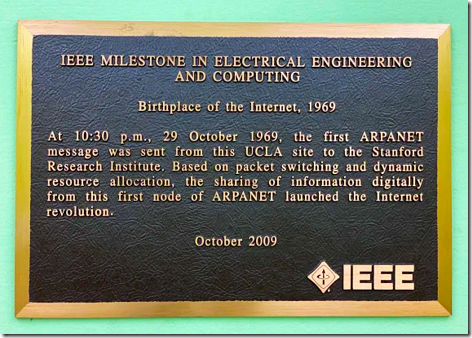 IEEE MILESTONE IN ELECTRICAL ENGINEERING
AND COMPUTING
Birthplace of the Internet, 1969
At 10:30 p.m., 29 October 1969, the first ARPANET
message was sent from this UCLA site to the Stanford
Research Institute. Based on packet switching and dynamic
resource allocation, the sharing of information digitally
from this first node of ARPANET launched the Internet
revolution.
October 2009
IEEE